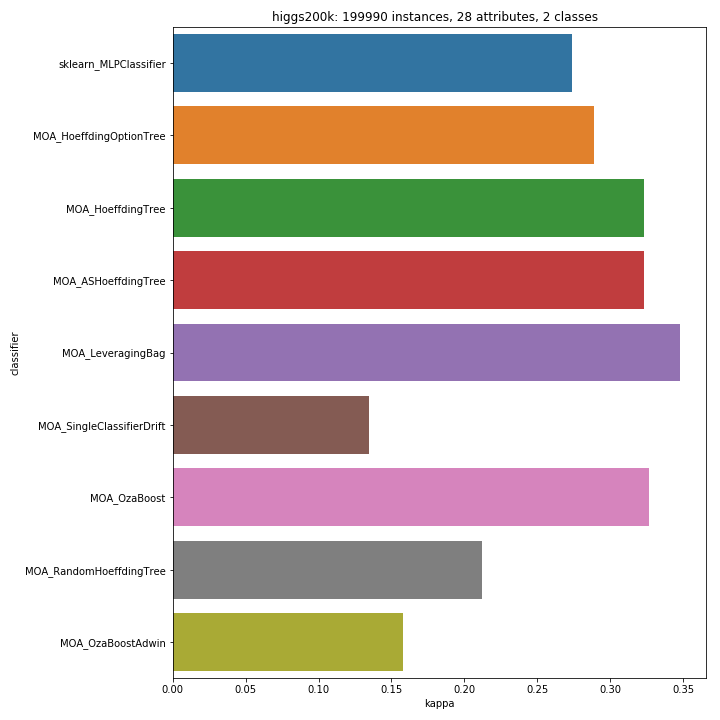 higgs200k: 199990 instances, 28 attributes, 2 classes
classifier
sklearn_MLPClassifier
MOA_HoeffdingOptionTree
MOA_HoeffdingTree
MOA_ASHoeffdingTree
MOA_LeveragingBag
MOA_SingleClassifierDrift
MOA_OzaBoost
MOA_RandomHoeffdingTree
MOA_OzaBoostAdwin
0.00 0.05 0.10 0.15 0.20 0.25 0.30 0.35
kappa